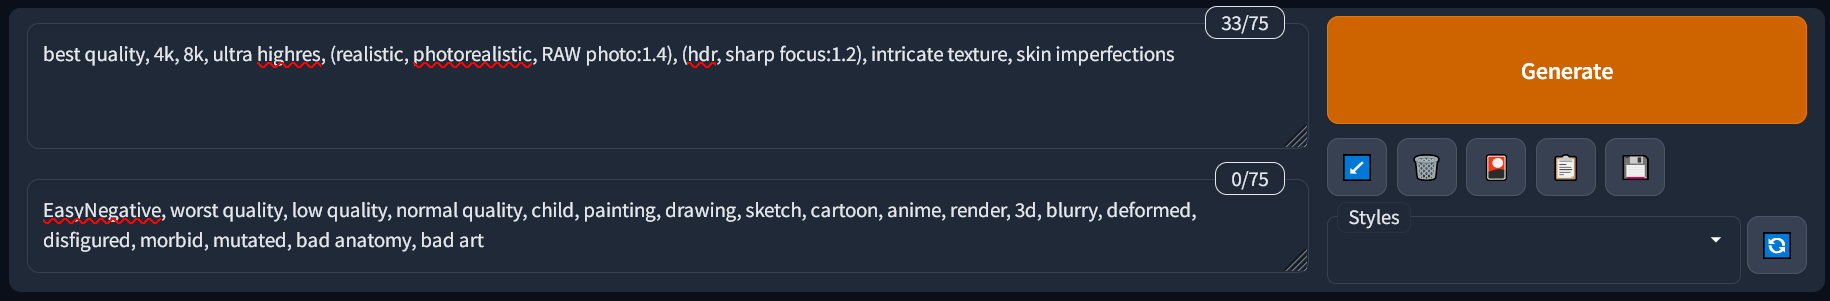 33/75
best quality, 4k, 8k, ultra highres, (realistic, photorealistic, RAW photo:1.4), (hdr, sharp focus:1.2), intricate texture, skin imperfections
Generate
0/75
EasyNegative, worst quality, low quality, normal quality, child, painting, drawing, sketch, cartoon, anime, render, 3d, blurry, deformed,
disfigured, morbid, mutated, bad anatomy, bad art
Styles